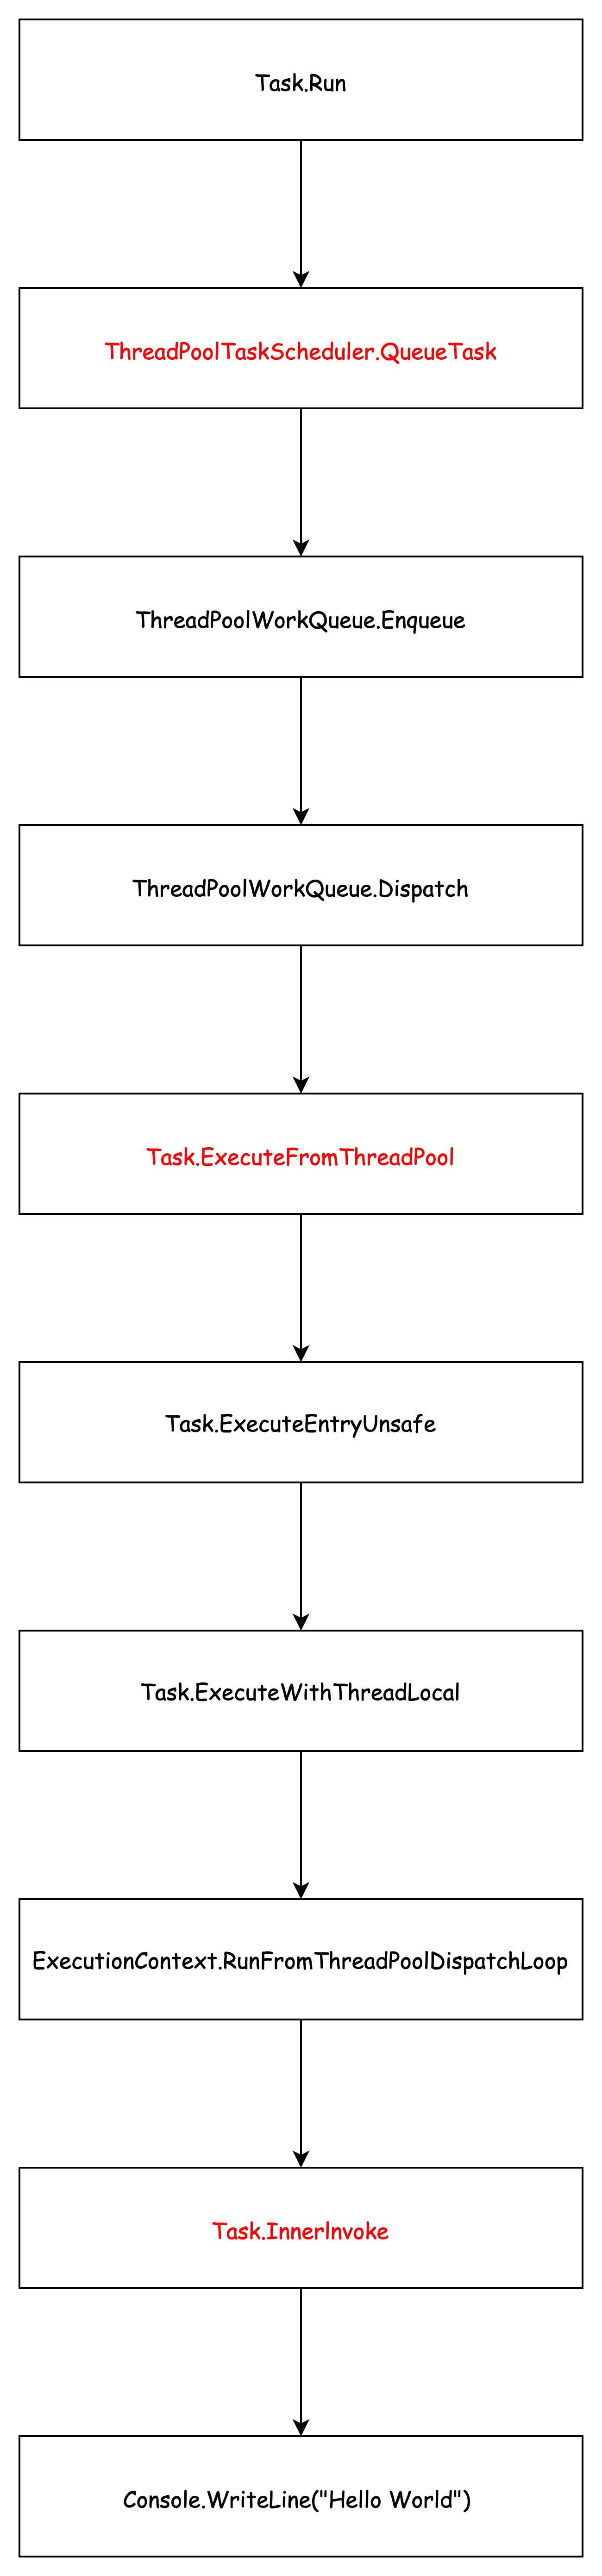 Task.Run
ThreadPoolTaskScheduler.QueueTask
ThreadPoolWorkQueue.Enqueue
ThreadPoolWorkQueue.Dispatch
Task.ExecuteFromThreadPool
Task.ExecuteEntryUnsafe
Task.ExecuteWithThreadLocal
ExecutionContext.RunFromThreadPoolDispatchLoop
Task.InnerInvoke
Console.WriteLine("Hello World")